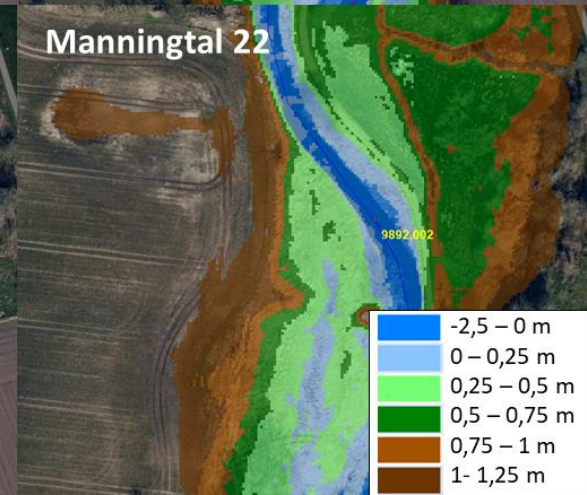 Manningtal 22
9892,002
-2,5 – 0 m
0 – 0,25 m
0,25 – 0,5 m
0,5 – 0,75 m
0,75 – 1 m
1- 1,25 m